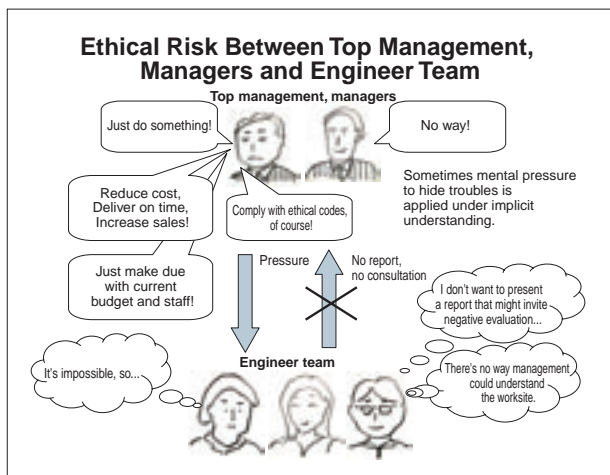 Ethical Risk Between Top Management,
Managers and Engineer Team
Top management, managers
Just do something!
No way!
Reduce cost,
Deliver on time,
Increase sales!
Comply with ethical codes,
of course!
Sometimes mental pressure
to hide troubles is
applied under implicit
understanding.
Just make due
with current
budget and staff!
Pressure
No report,
no consultation
I don't want to present
a report that might invite
negative evaluation...
Engineer team
It's impossible, so...
There's no way management
could understand
the worksite.